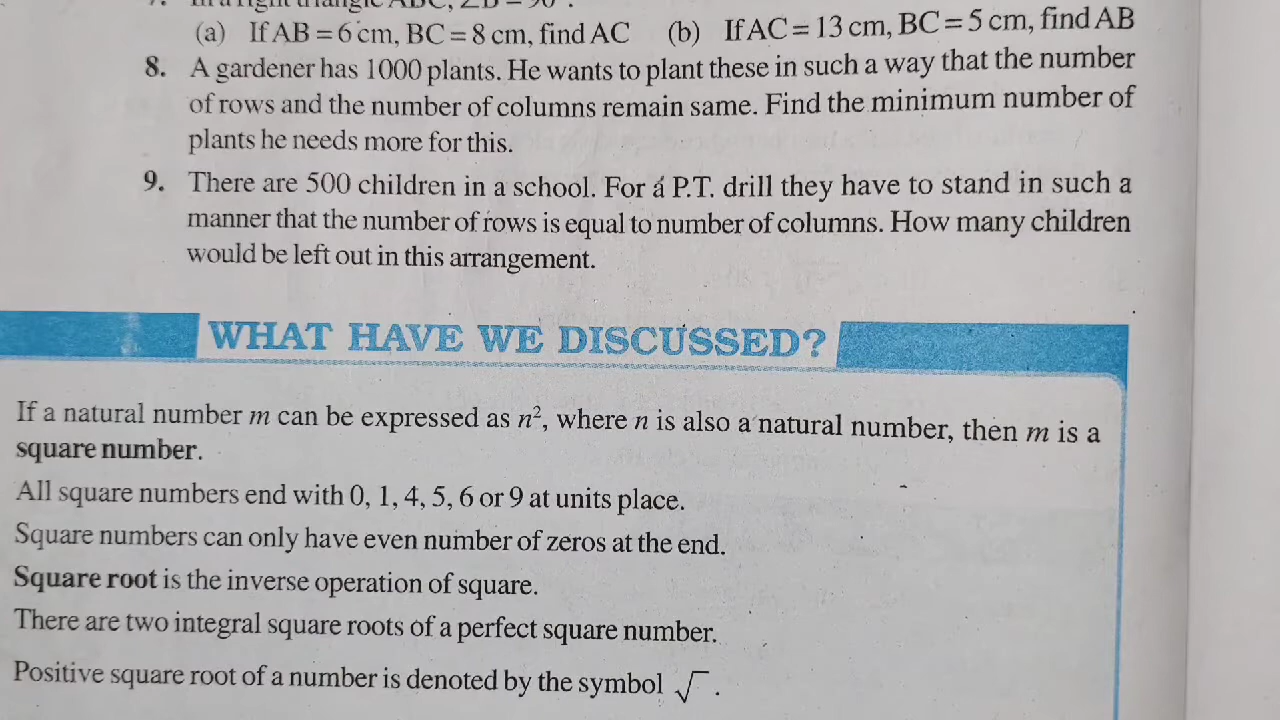 (a) If AB = 6 cm, BC = 8 cm, find AC (b) If AC = 13 cm, BC = 5 cm, find AB
8. A gardener has 1000 plants. He wants to plant these in such a way that the number
of rows and the number of columns remain same. Find the minimum number of
plants he needs more for this.
9. There are 500 children in a school. For a P.T. drill they have to stand in such a
manner that the number of rows is equal to number of columns. How many children
would be left out in this arrangement.
WHAT HAVE WE DISCUSSED?
If a natural number m can be expressed as n², where n is also a natural number, then m is a
square number.
All square numbers end with 0, 1, 4, 5, 6 or 9 at units place.
Square numbers can only have even number of zeros at the end.
Square root is the inverse operation of square.
There are two integral square roots of a perfect square number.
Positive square root of a number is denoted by the symbol √ .